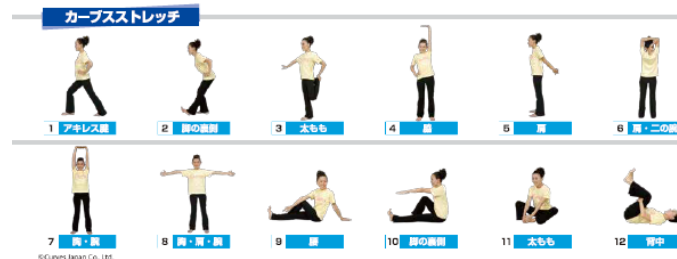 カーブスストレッチ
1 アキレス腱
2 脚の裏側
3 太もも
4 脇
5 肩
6 肩・二の腕
7 胸・腕
8 胸・肩・腕
9 腰
10 脚の裏側
11 太もも
12 背中
©Curves Japan Co., Ltd.